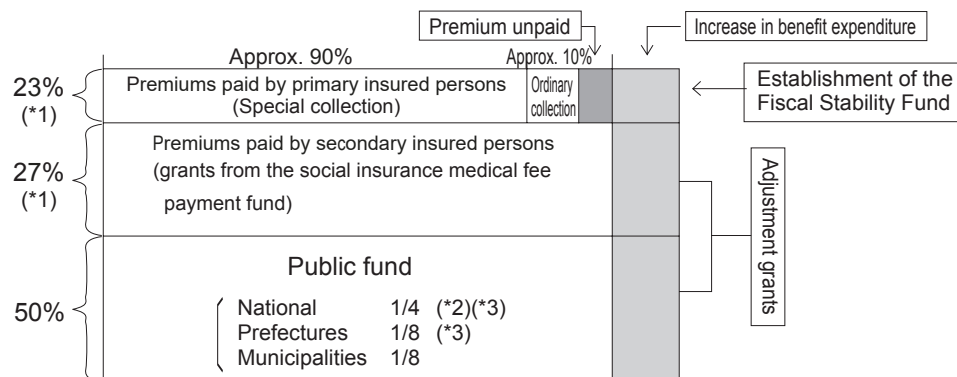 Premium unpaid
Increase in benefit expenditure
Approx. 90%
Approx. 10%
23%
(*1)
Premiums paid by primary insured persons
(Special collection)
Ordinary
collection
Establishment of the
Fiscal Stability Fund
27%
(*1)
Premiums paid by secondary insured persons
(grants from the social insurance medical fee
payment fund)
Adjustment grants
50%
Public fund
National 1/4 (*2)(*3)
Prefectures 1/8 (*3)
Municipalities 1/8